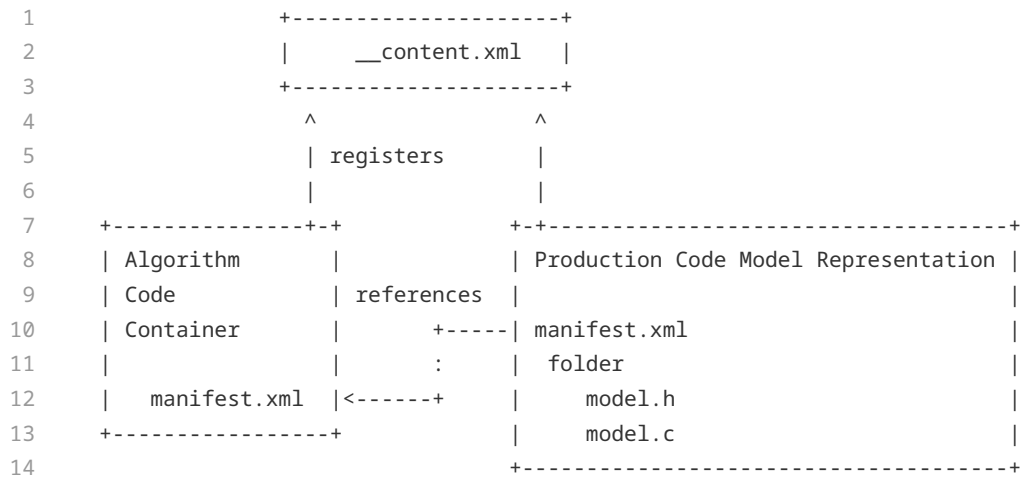 1                     +---------------------+
2                     |     __content.xml   |
3                     +---------------------+
4                       ^                 ^
5                       | registers       |
6                       |                 |
7       +---------------+-+             +-+------------------------------------+
8       | Algorithm       |             | Production Code Model Representation |
9       | Code            | references  |                                      |
10      | Container       |       +-----| manifest.xml                         |
11      |                 |       :     |  folder                              |
12      |   manifest.xml  |<------+     |     model.h                          |
13      +-----------------+             |     model.c                          |
14                                      +--------------------------------------+